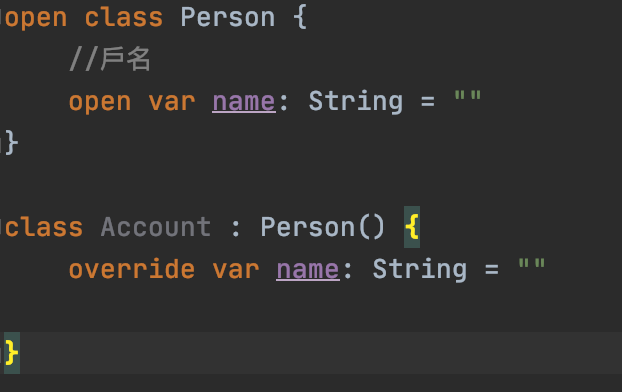 open class Person {
//戶名
open var name: String = ""
}
class Account : Person() {
override var name: String = ""
}